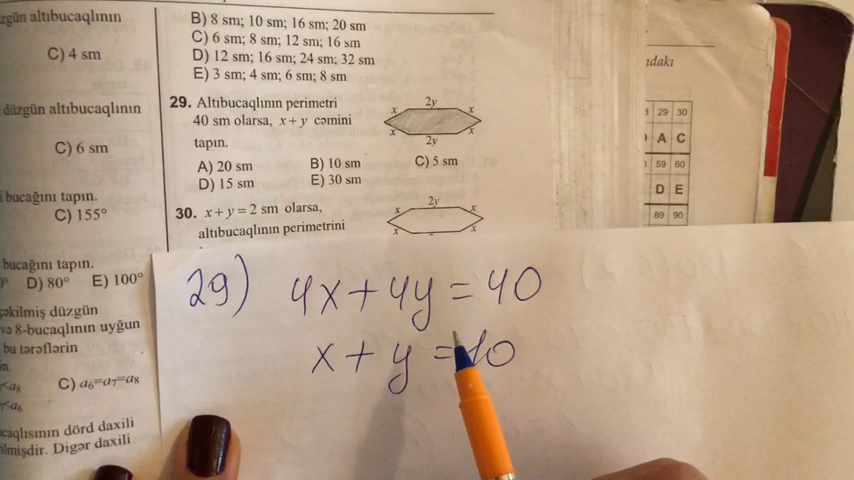 zgün altıbucaqlının
C) 4 sm
düzgün altıbucaqlının
C) 6 sm
bucağını tapın.
C) 155°
bucağını tapın.
D) 80° E) 100°
çəkilmiş düzgün
və 8-bucaqlının uyğun
bu tərəflərin
in.
<a₈ C) a₆=a₇=a₈
<a₆
caqlısının dörd daxili
ilmişdir. Digər daxili
B) 8 sm; 10 sm; 16 sm; 20 sm
C) 6 sm; 8 sm; 12 sm; 16 sm
D) 12 sm; 16 sm; 24 sm; 32 sm
E) 3 sm; 4 sm; 6 sm; 8 sm
29. Altıbucaqlının perimetri
40 sm olarsa, x+y cəmini
tapın.
A) 20 sm B) 10 sm C) 5 sm
D) 15 sm E) 30 sm
2y
x x
x x
2y
30. x+y=2 sm olarsa,
altıbucaqlının perimetrini
2y
x x
x x
ıdakı
29 30
A C
59 60
D E
89 90
29) 4x+4y=40
x+y=10